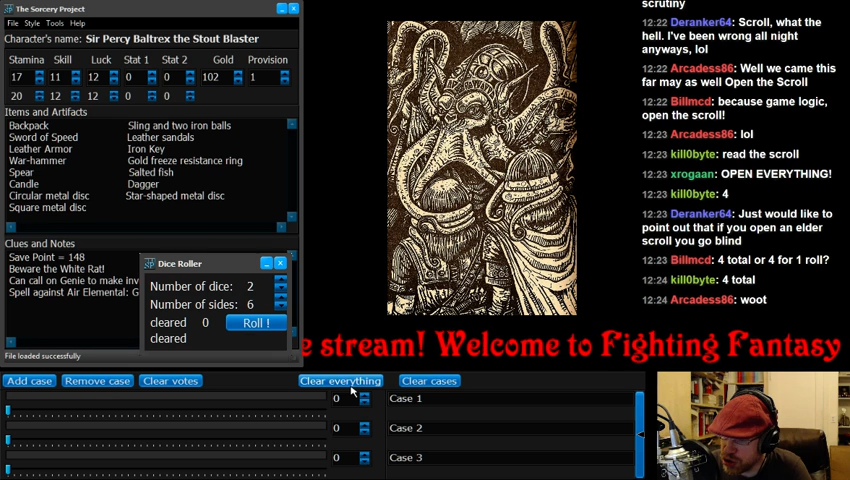 The Sorcery Project
File Style Tools Help
Character's name: Sir Percy Baltrex the Stout Blaster
Stamina Skill Luck Stat 1 Stat 2 Gold Provision
17 11 12 0 0 102 1
20 12 12 0 0
Items and Artifacts
Backpack Sling and two iron balls
Sword of Speed Leather sandals
Leather Armor Iron Key
War-hammer Gold freeze resistance ring
Spear Salted fish
Candle Dagger
Circular metal disc Star-shaped metal disc
Square metal disc
Clues and Notes
Save Point = 148
Beware the White Rat!
Can call on Genie to make inv
Spell against Air Elemental: G
File loaded successfully
Dice Roller
Number of dice: 2
Number of sides: 6
cleared 0 Roll !
cleared
e stream! Welcome to Fighting Fantasy
Add case Remove case Clear votes Clear everything Clear cases
0 Case 1
0 Case 2
0 Case 3
scrutiny
12:22 Deranker64: Scroll, what the
hell. I've been wrong all night
anyways, lol
12:22 Arcadess86: Well we came this
far may as well Open the Scroll
12:22 Billmcd: because game logic,
open the scroll!
12:23 Arcadess86: lol
12:23 kill0byte: read the scroll
12:23 xrogaan: OPEN EVERYTHING!
12:23 kill0byte: 4
12:23 Deranker64: Just would like to
point out that if you open an elder
scroll you go blind
12:23 Billmcd: 4 total or 4 for 1 roll?
12:24 kill0byte: 4 total
12:24 Arcadess86: woot